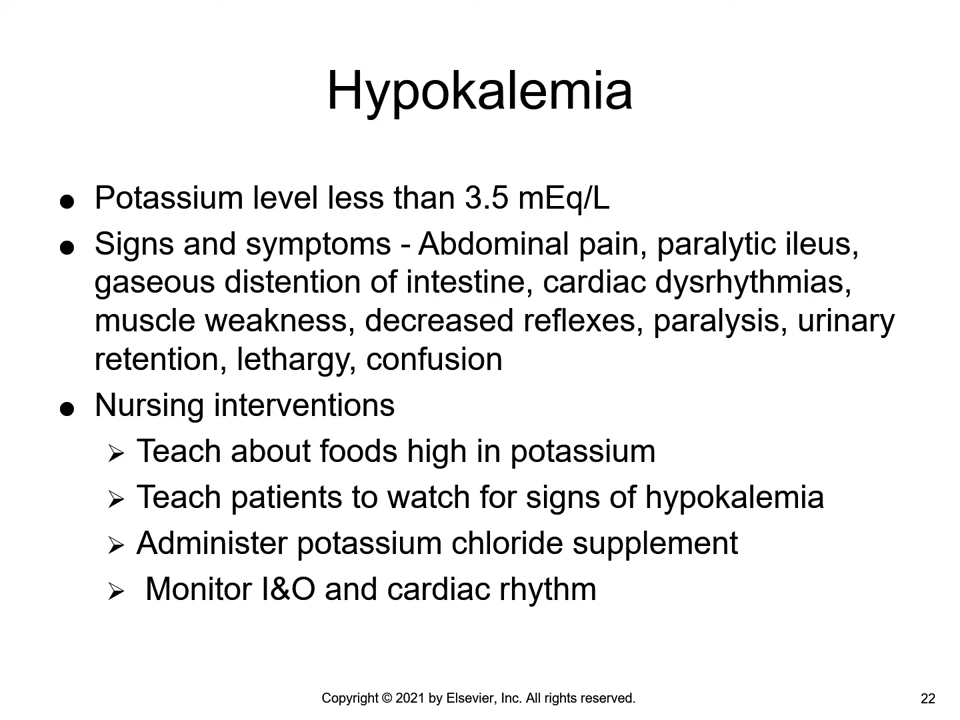 Hypokalemia
● Potassium level less than 3.5 mEq/L
● Signs and symptoms - Abdominal pain, paralytic ileus,
gaseous distention of intestine, cardiac dysrhythmias,
muscle weakness, decreased reflexes, paralysis, urinary
retention, lethargy, confusion
● Nursing interventions
➢ Teach about foods high in potassium
➢ Teach patients to watch for signs of hypokalemia
➢ Administer potassium chloride supplement
➢ Monitor I&O and cardiac rhythm
Copyright © 2021 by Elsevier, Inc. All rights reserved.
22